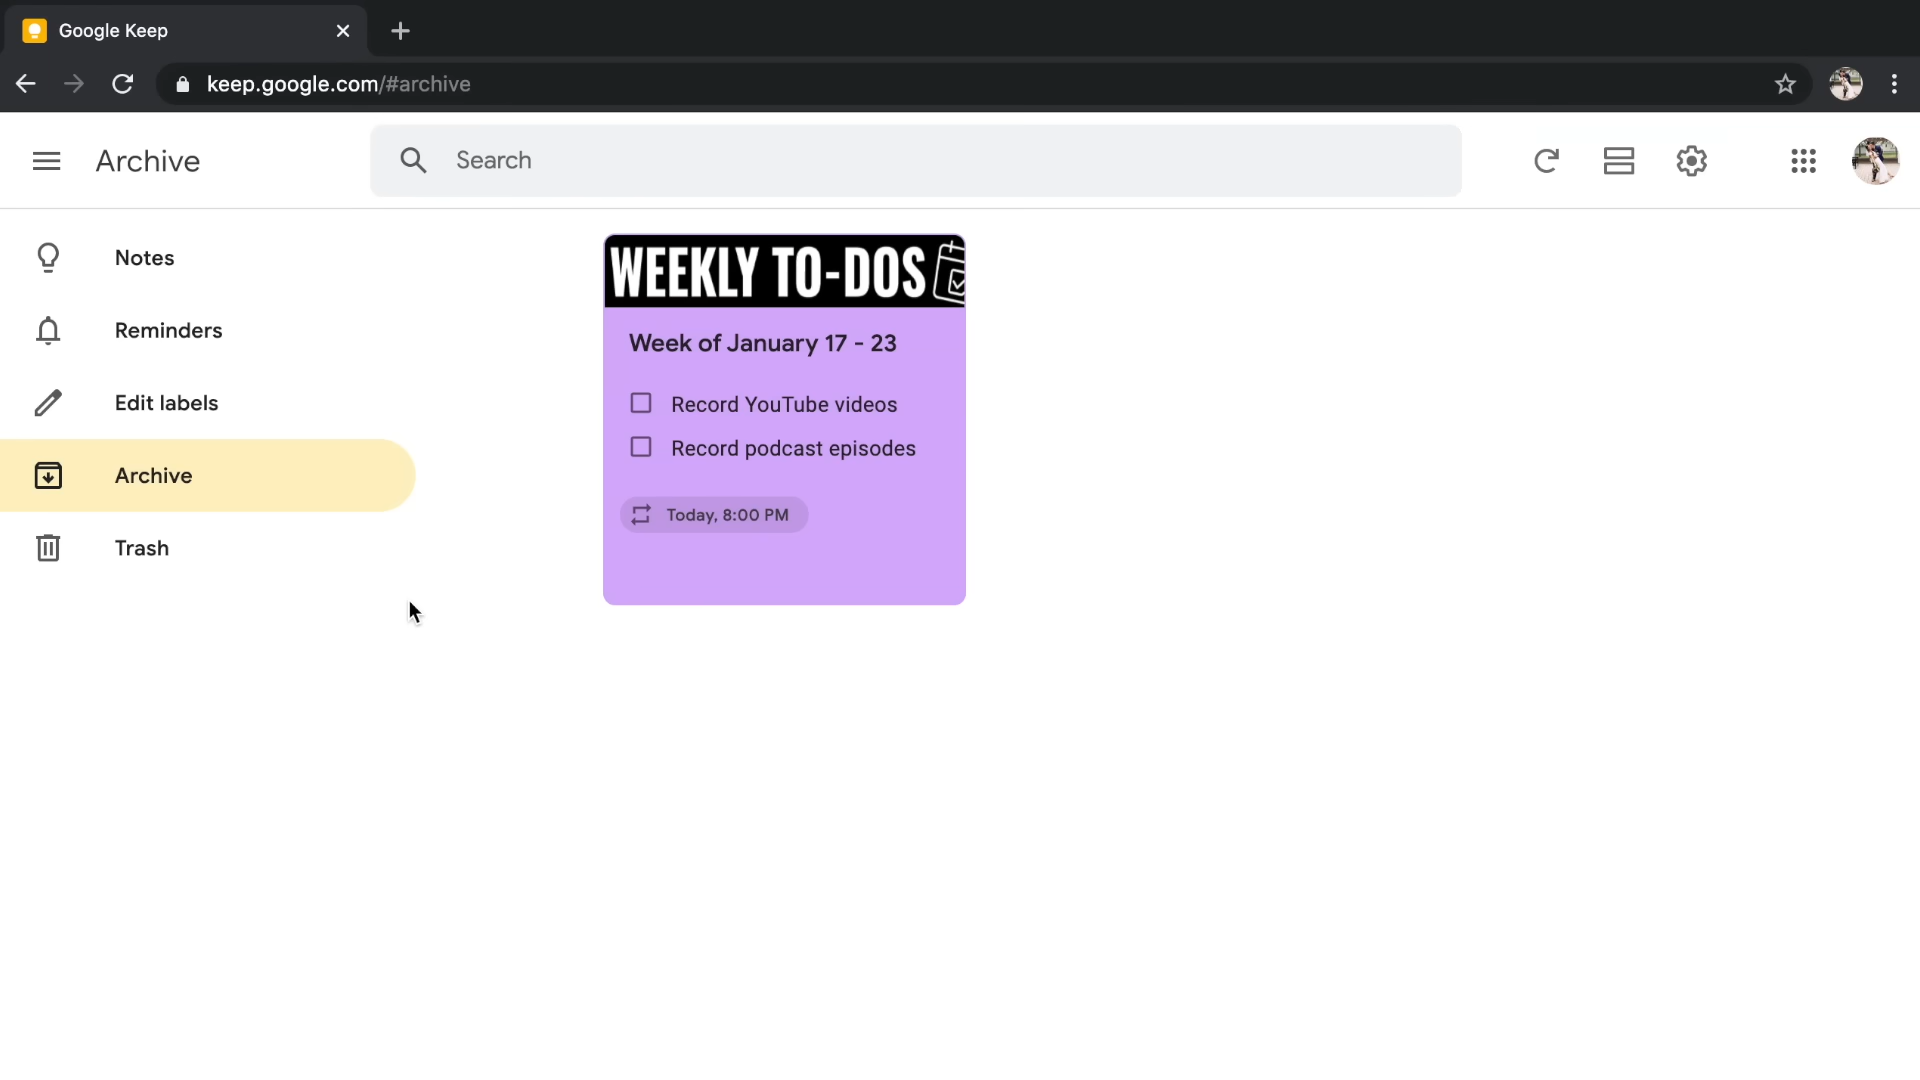 Google Keep
keep.google.com/#archive
Archive
Search
Notes
Reminders
Edit labels
Archive
Trash
WEEKLY TO-DOS
Week of January 17 - 23
Record YouTube videos
Record podcast episodes
Today, 8:00 PM